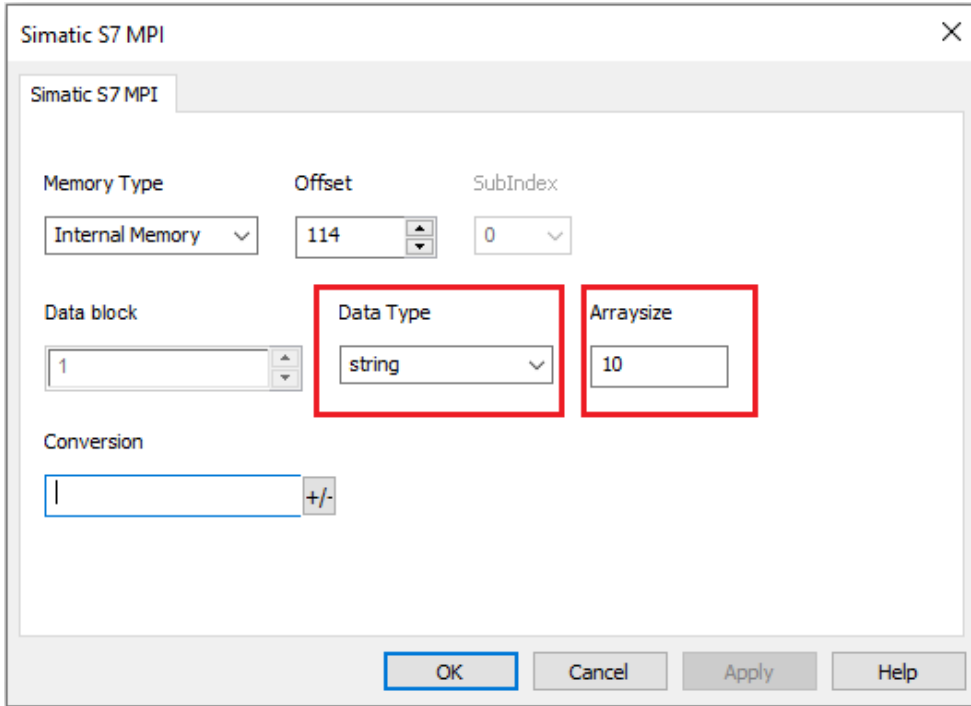 Simatic S7 MPI
Simatic S7 MPI
Memory Type Offset SubIndex
Internal Memory 114 0
Data block Data Type Arraysize
1 string 10
Conversion
+/-
OK Cancel Apply Help